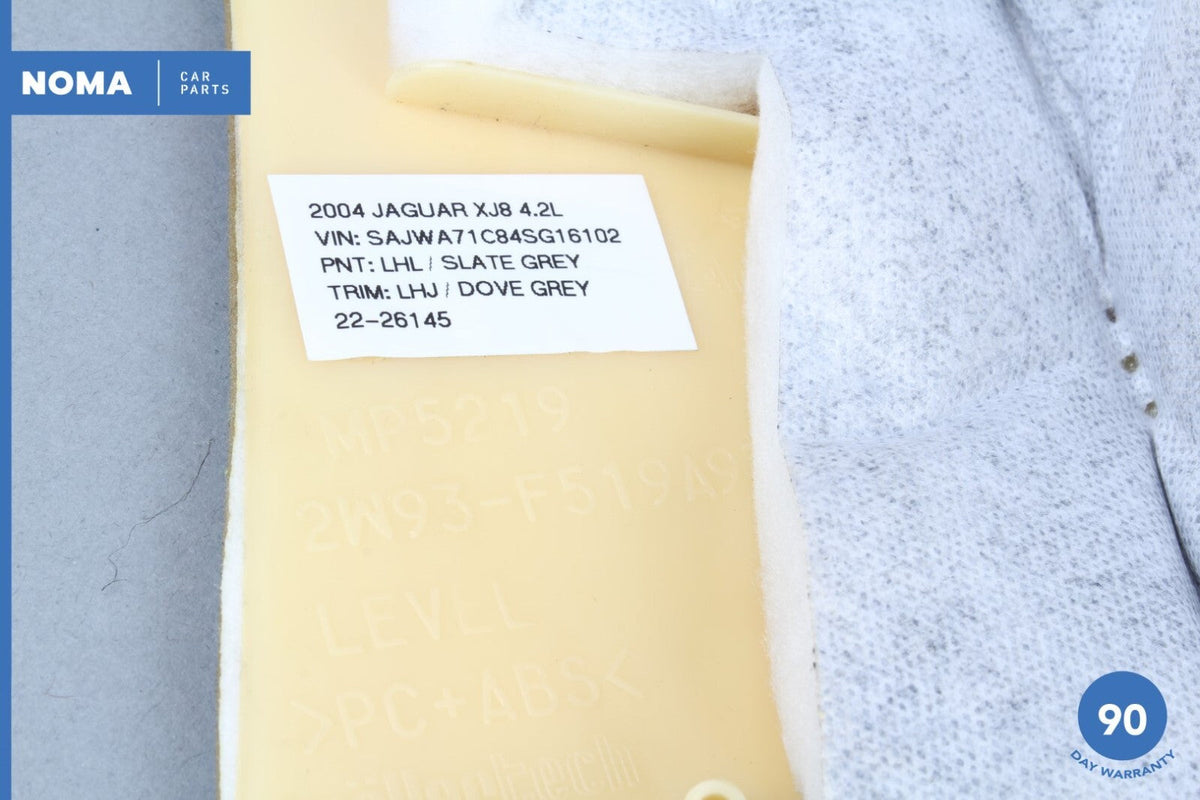 NOMA
CAR
PARTS
2004 JAGUAR XJ8 4.2L
VIN: SAJWA71C84SG16102
PNT: LHL / SLATE GREY
TRIM: LHJ / DOVE GREY
22-26145
MP5219
2W93-F519A9
LEVEL
>PC+ABS<
90
DAY WARRANTY